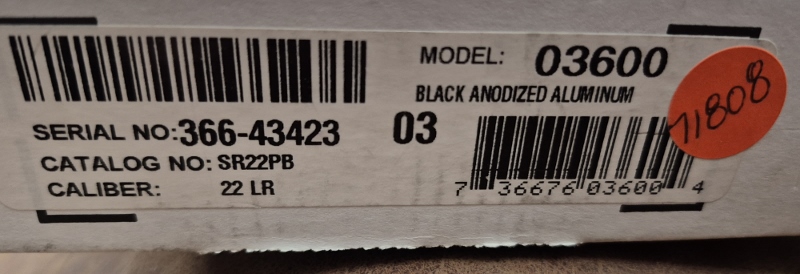 MODEL: 03600
BLACK ANODIZED ALUMINUM
SERIAL NO: 366-43423 03
CATALOG NO: SR22PB
CALIBER: 22 LR
7 36676 03600 4
71808